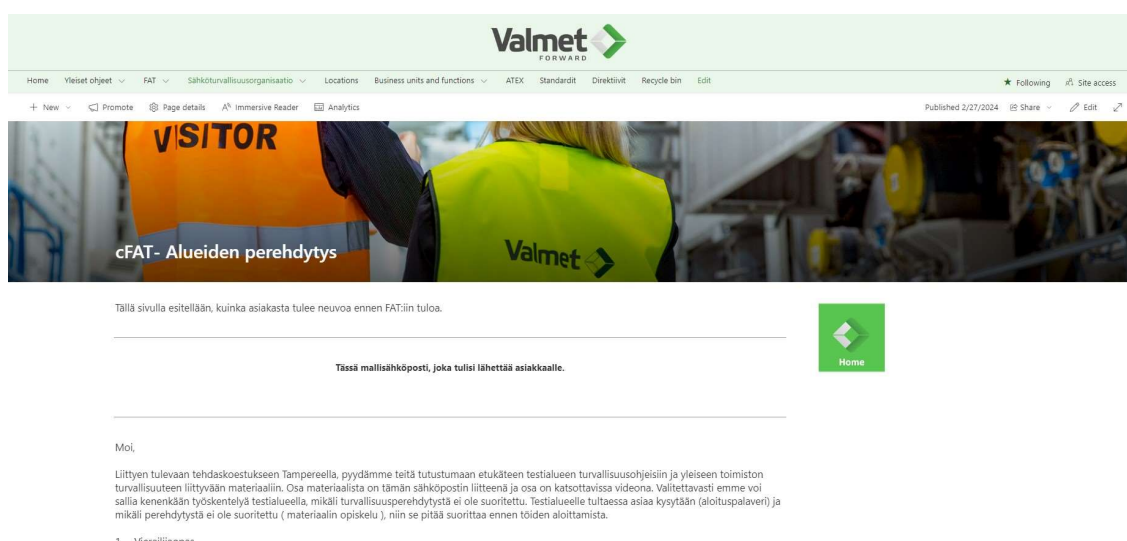 Valmet
FORWARD
Home Yleiset ohjeet FAT Sähköturvallisuusorganisaatio Locations Business units and functions ATEX Standardit Direktiivit Recycle bin Edit
Following Site access
New Promote Page details Immersive Reader Analytics
Published 2/27/2024 Share Edit
VISITOR
Valmet
cFAT- Alueiden perehdytys
Tällä sivulla esitellään, kuinka asiakasta tulee neuvoa ennen FAT:iin tuloa.
Home
Tässä mallisähköposti, joka tulisi lähettää asiakkaalle.
Moi,
Liittyen tulevaan tehdaskoestukseen Tampereella, pyydämme teitä tutustumaan etukäteen testialueen turvallisuusohjeisiin ja yleiseen toimiston
turvallisuuteen liittyvään materiaaliin. Osa materiaalista on tämän sähköpostin liitteenä ja osa on katsottavissa videona. Valitettavasti emme voi
sallia kenenkään työskentelyä testialueella, mikäli turvallisuusperehdytystä ei ole suoritettu. Testialueelle tultaessa asiaa kysytään (aloituspalaveri) ja
mikäli perehdytystä ei ole suoritettu ( materiaalin opiskelu ), niin se pitää suorittaa ennen töiden aloittamista.